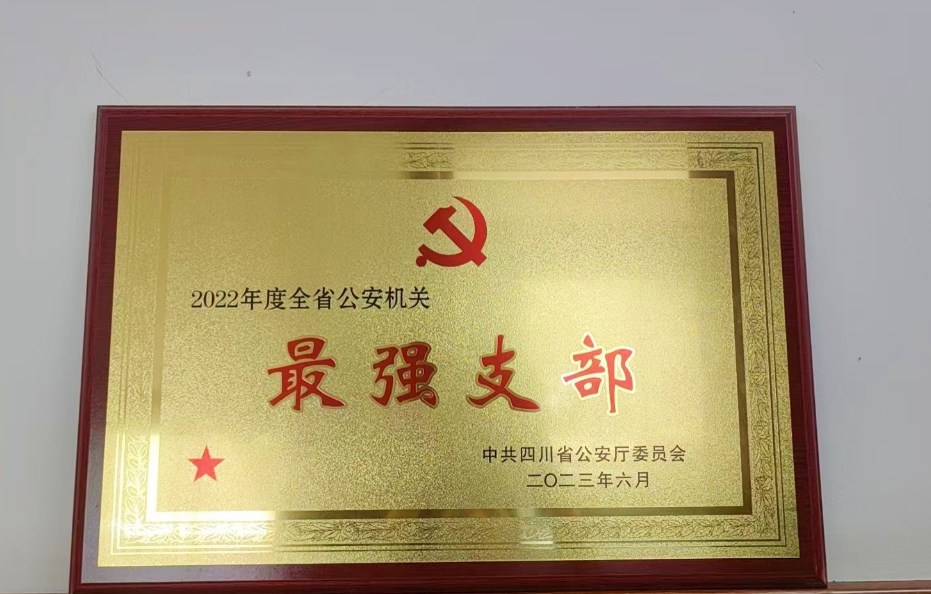 2022年度全省公安机关
最强支部
中共四川省公安厅委员会
二〇二三年六月